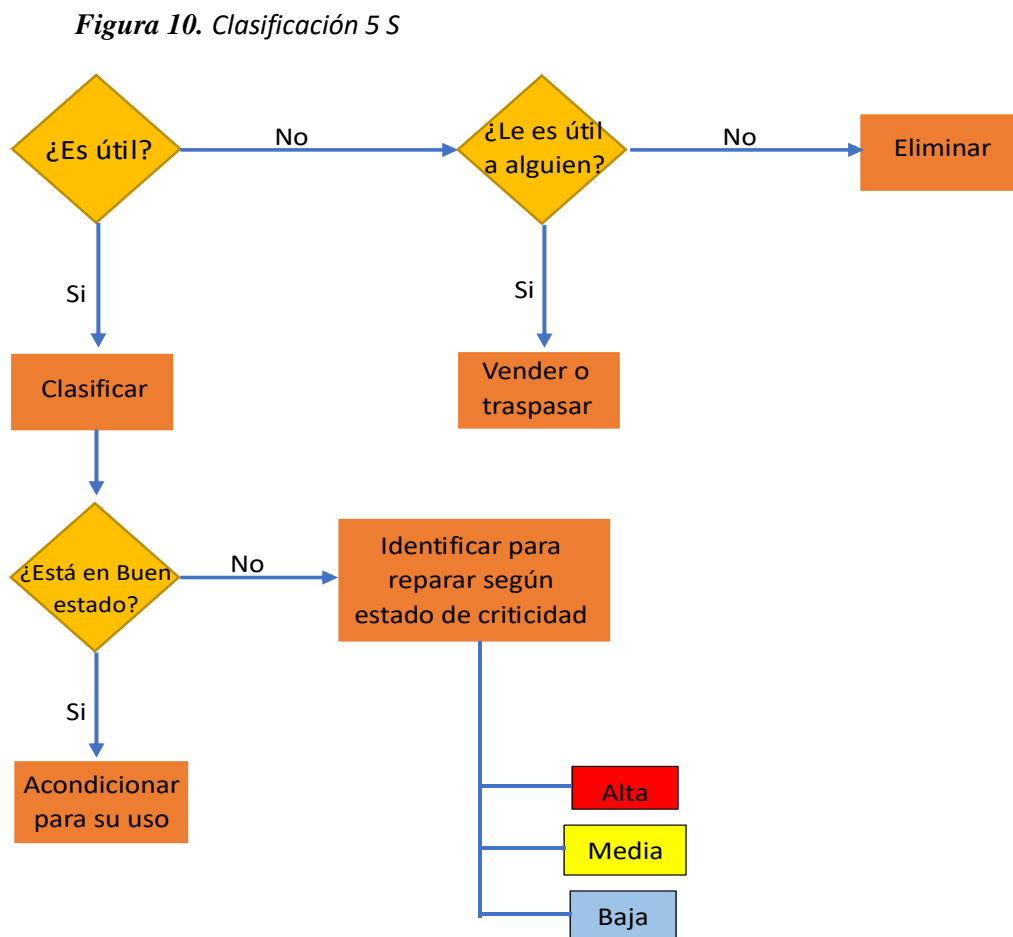 Figura 10. Clasificación 5 S
¿Es útil?
No
¿Le es útil
a alguien?
No
Eliminar
Si
Si
Clasificar
Vender o
traspasar
¿Está en Buen
estado?
No
Identificar para
reparar según
estado de criticidad
Si
Acondicionar
para su uso
Alta
Media
Baja